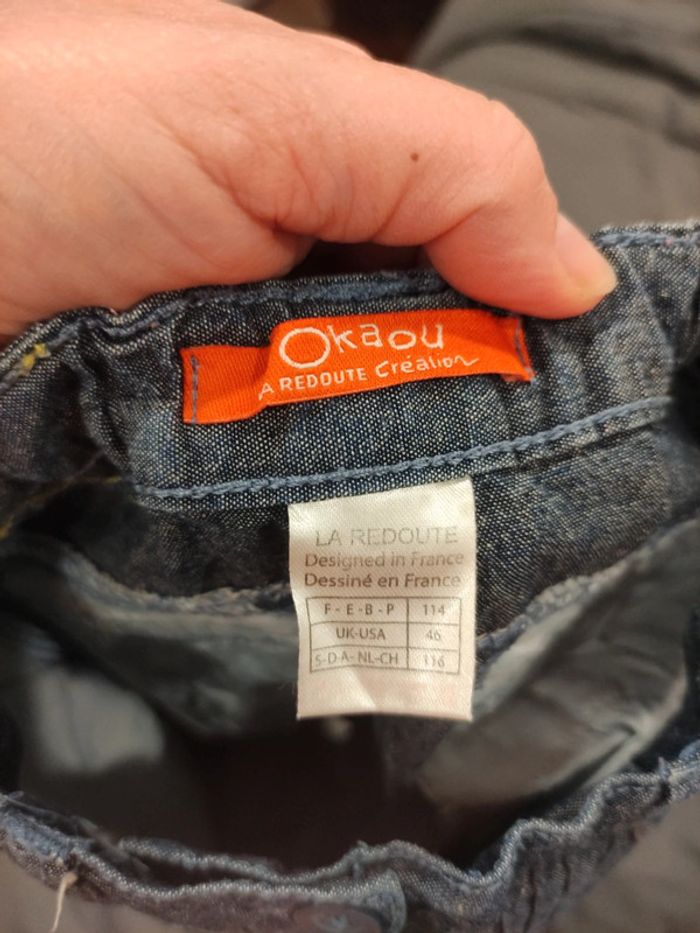 Okaou
A REDOUTE Création
LA REDOUTE
Designed in France
Dessiné en France
F - E - B - P 114
UK-USA 46
S-D A- NL-CH 116